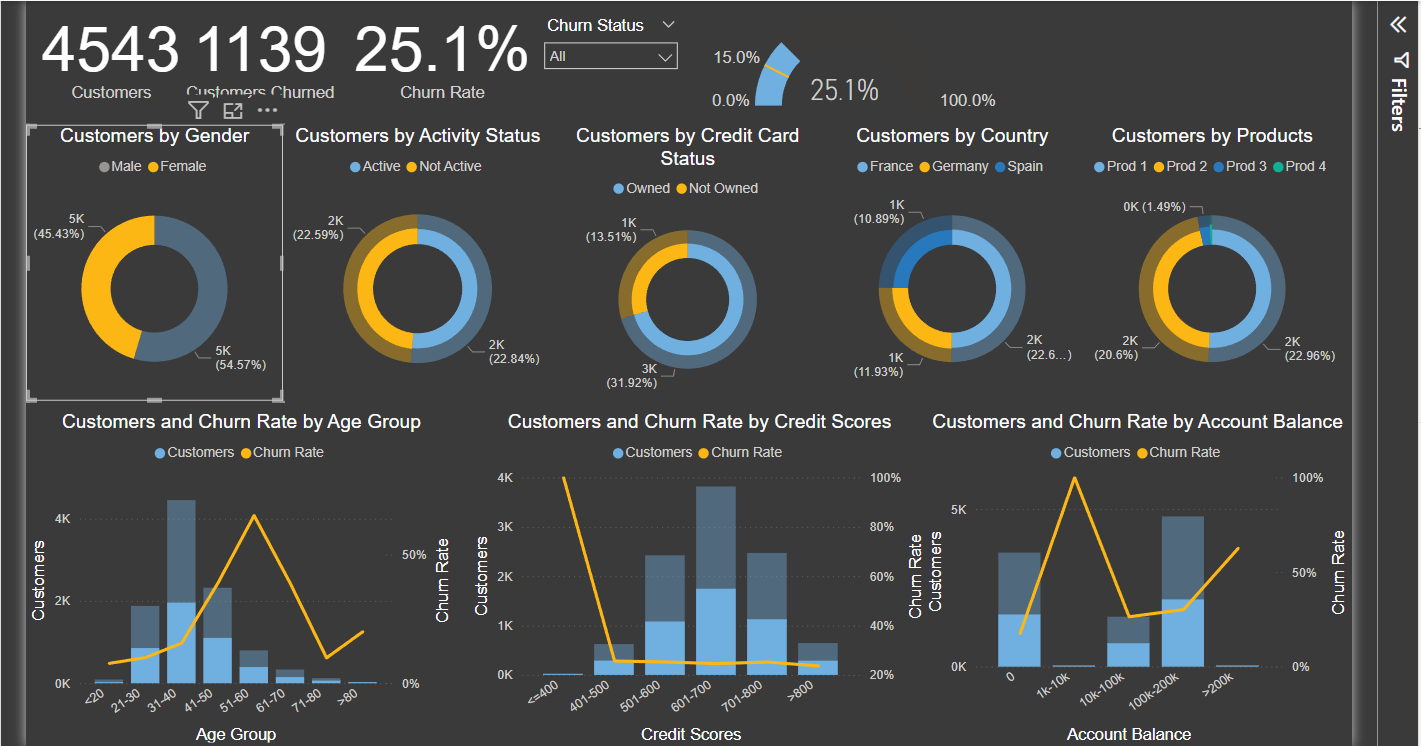 4543
1139
25.1%
Customers
Customers Churned
Churn Rate
Churn Status
All
15.0%
0.0%
25.1%
100.0%
Filters
Customers by Gender
Male
Female
5K
(45.43%)
5K
(54.57%)
Customers by Activity Status
Active
Not Active
2K
(22.59%)
2K
(22.84%)
Customers by Credit Card
Status
Owned
Not Owned
1K
(13.51%)
3K
(31.92%)
Customers by Country
France
Germany
Spain
1K
(10.89%)
1K
(11.93%)
2K
(22.6...)
Customers by Products
Prod 1
Prod 2
Prod 3
Prod 4
0K (1.49%)
2K
(20.6%)
2K
(22.96%)
Customers and Churn Rate by Age Group
Customers
Churn Rate
4K
2K
0K
Customers
50%
0%
Churn Rate
<20
21-30
31-40
41-50
51-60
61-70
71-80
>80
Age Group
Customers and Churn Rate by Credit Scores
Customers
Churn Rate
4K
3K
2K
1K
0K
Customers
100%
80%
60%
40%
20%
Churn Rate
<=400
401-500
501-600
601-700
701-800
>800
Credit Scores
Customers and Churn Rate by Account Balance
Customers
Churn Rate
5K
0K
Customers
100%
50%
0%
Churn Rate
0
1k-10k
10k-100k
100k-200k
>200k
Account Balance